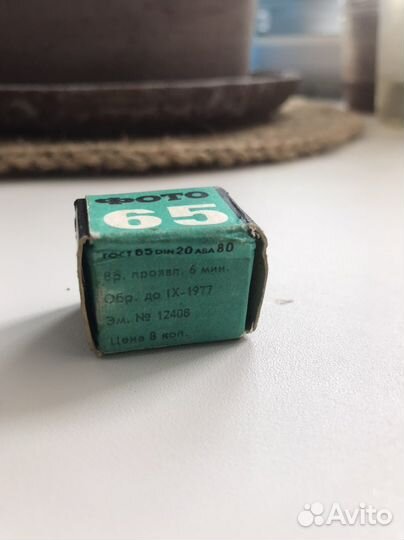 ФОТО
65
ГОСТ 65 DIN 20 ASA 80
Вр. проявл. 6 мин.
Обр. до IX-1977
Эм. № 12408
Цена 8 коп.
Avito